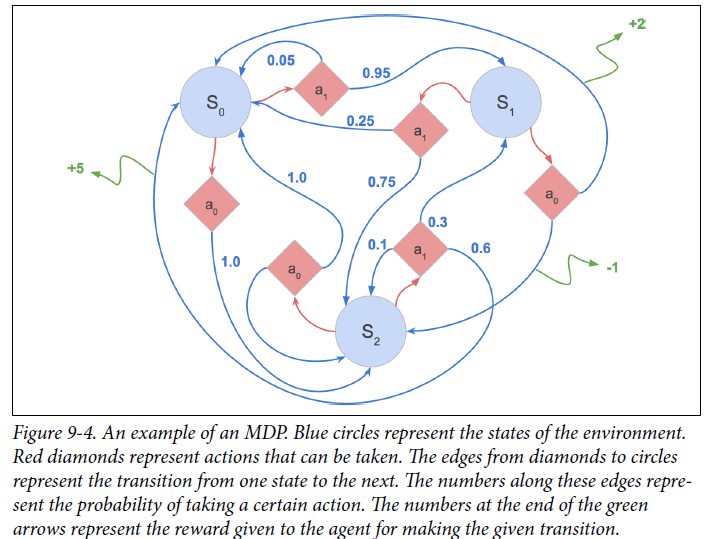 +2
0.05
0.95
S0
a1
S1
a1
0.25
+5
1.0
0.75
a0
a0
0.3
0.1
a1
0.6
1.0
a0
-1
S2
Figure 9-4. An example of an MDP. Blue circles represent the states of the environment.
Red diamonds represent actions that can be taken. The edges from diamonds to circles
represent the transition from one state to the next. The numbers along these edges repre-
sent the probability of taking a certain action. The numbers at the end of the green
arrows represent the reward given to the agent for making the given transition.